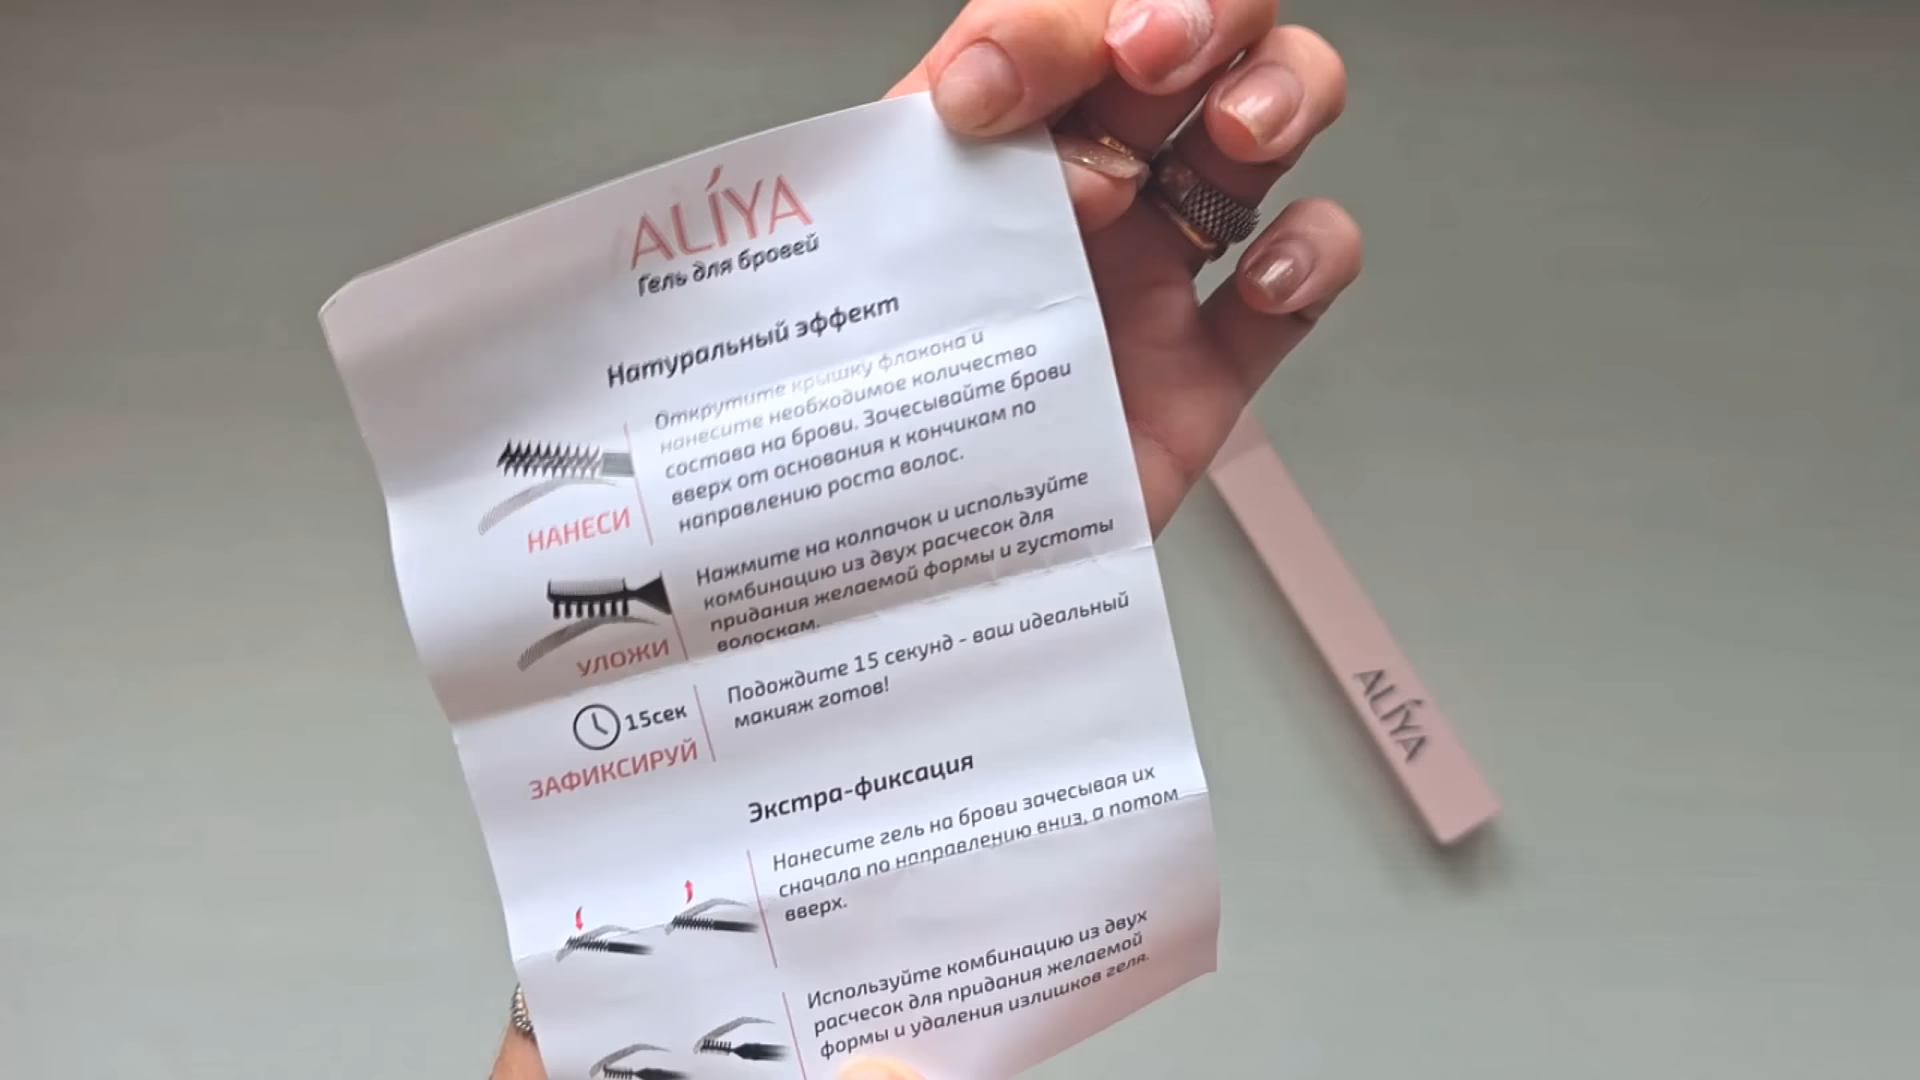 ALÍYA
Гель для бровей
Натуральный эффект
Открутите крышку флакона и
нанесите необходимое количество
состава на брови. Зачесывайте брови
вверх от основания к кончикам по
направлению роста волос.
НАНЕСИ
Нажмите на колпачок и используйте
комбинацию из двух расчесок для
придания желаемой формы и густоты
волоскам.
УЛОЖИ
Подождите 15 секунд - ваш идеальный
макияж готов!
15сек
ЗАФИКСИРУЙ
Экстра-фиксация
Нанесите гель на брови зачесывая их
сначала по направлению вниз, а потом
вверх.
Используйте комбинацию из двух
расчесок для придания желаемой
формы и удаления излишков геля.
ALÍYA